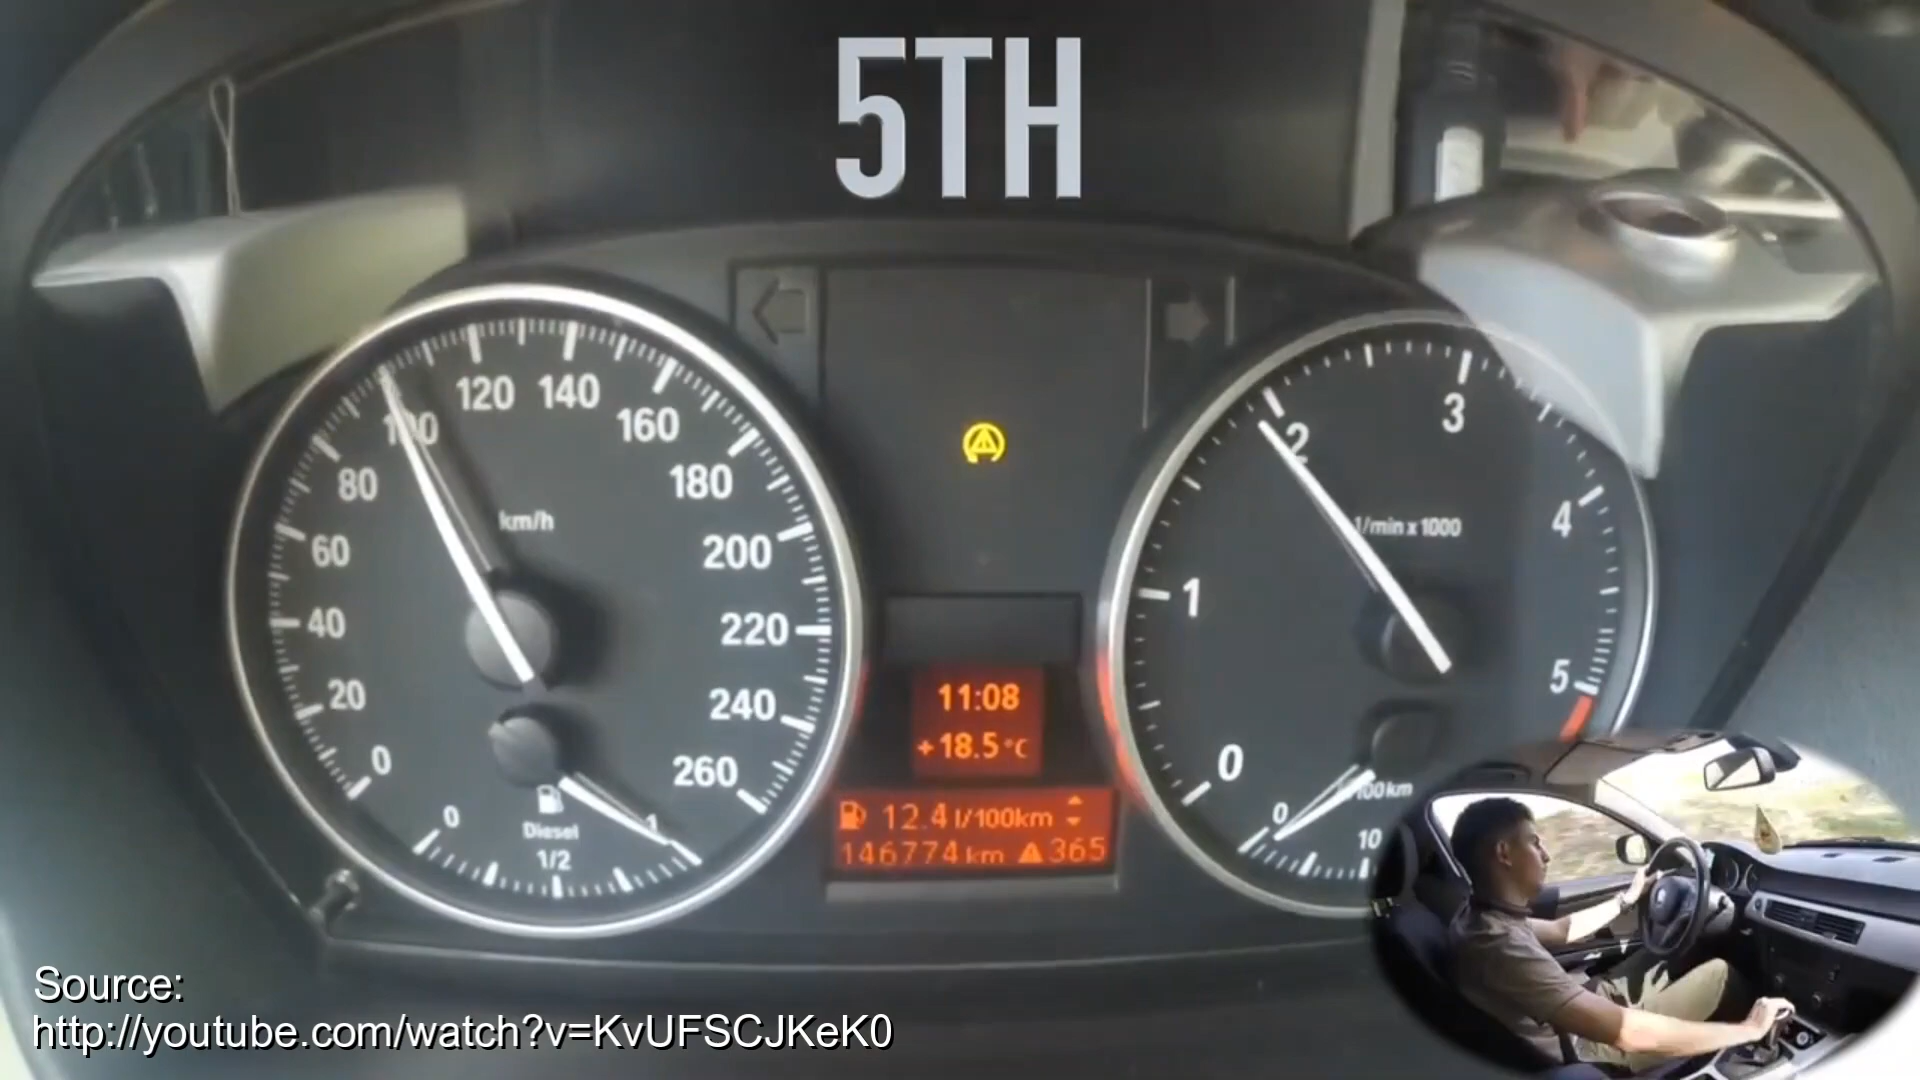 5TH
120 140
100 160
80 180
km/h
60 200
40 220
20 240
0 260
0 1
Diesel
1/2
11:08
+18.5°C
12.4 l/100km
146774 km 365
2 3
1/min x 1000
4
1
5
0
0 /100km
10
Source:
http://youtube.com/watch?v=KvUFSCJKeK0